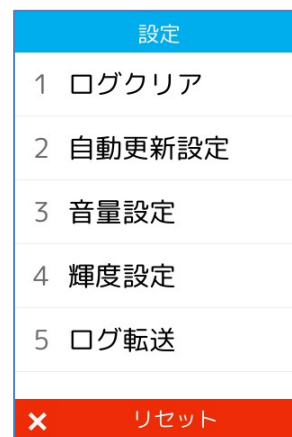 設定
1 ログクリア
2 自動更新設定
3 音量設定
4 輝度設定
5 ログ転送
× リセット